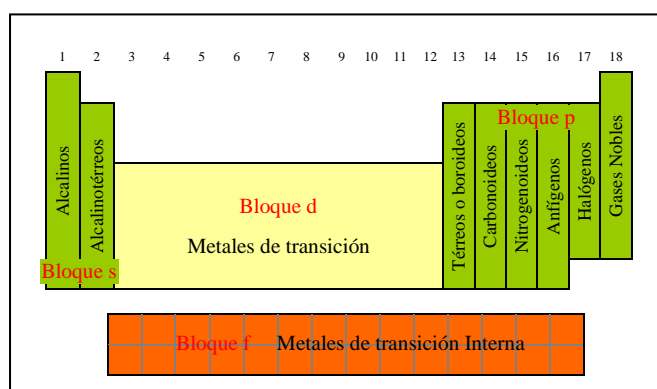 1 2 3 4 5 6 7 8 9 10 11 12 13 14 15 16 17 18
Alcalinos
Alcalinotérreos
Bloque s
Bloque d
Metales de transición
Bloque p
Térreos o boroideos
Carbonoideos
Nitrogenoideos
Anfígenos
Halógenos
Gases Nobles
Bloque f Metales de transición Interna